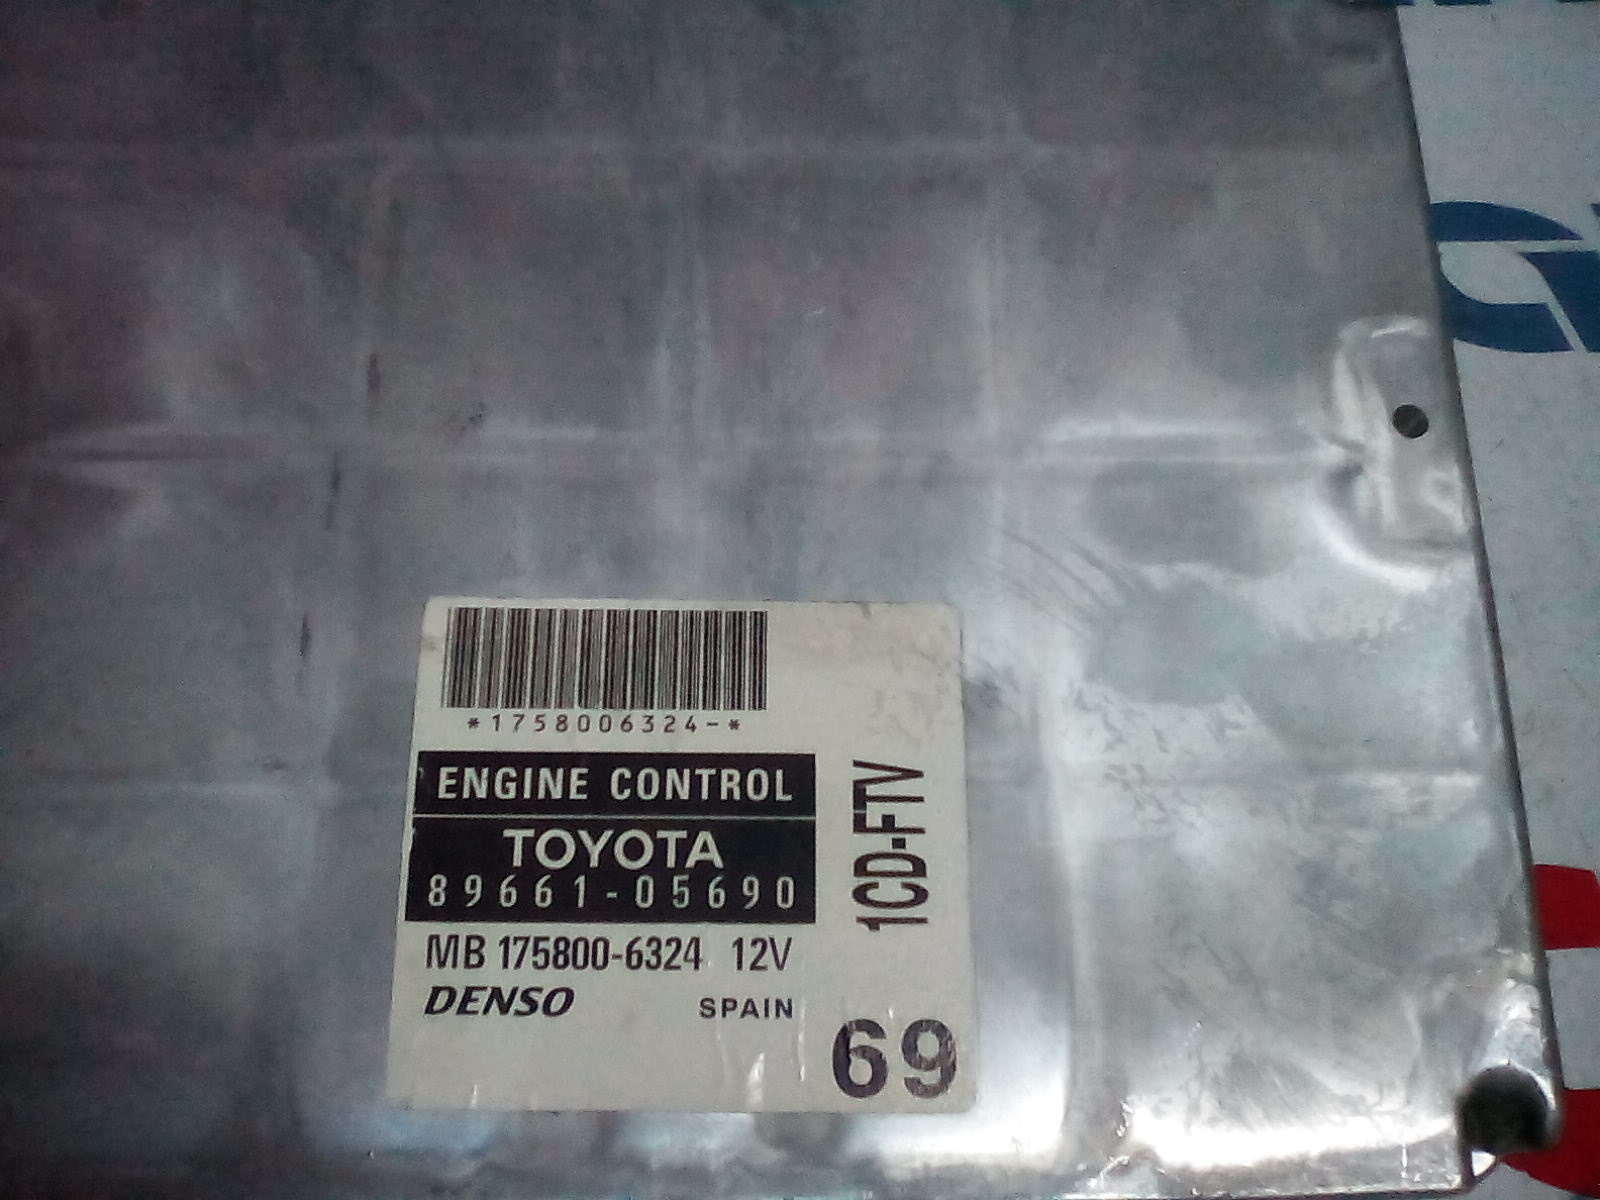 *1758006324-*
ENGINE CONTROL
TOYOTA
89661-05690
MB 175800-6324 12V
DENSO SPAIN
1CD-FTV
69